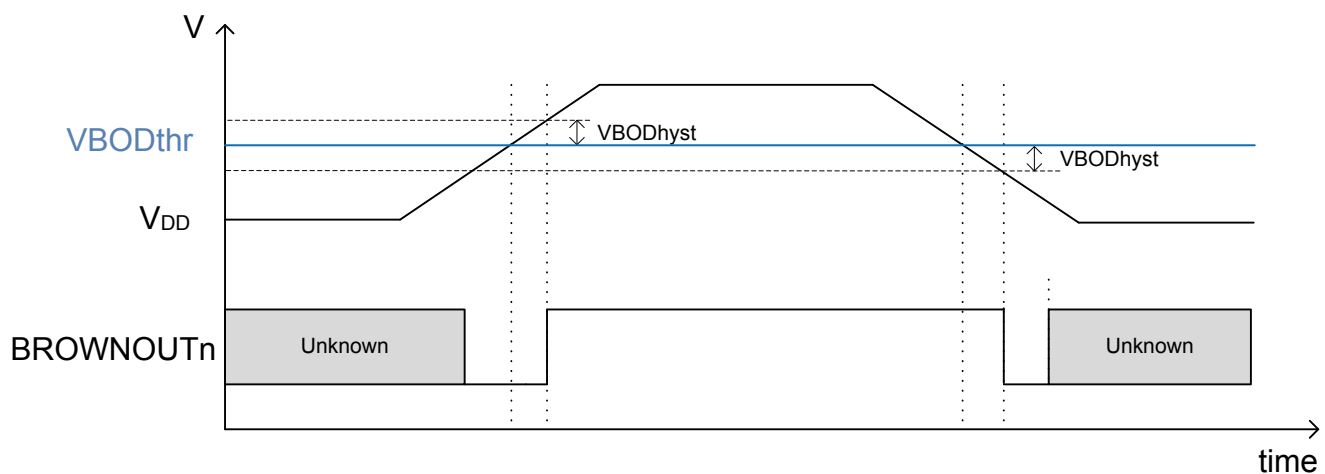 V
VBODthr
VBODhyst
VBODhyst
VDD
BROWNOUTn
Unknown
Unknown
time